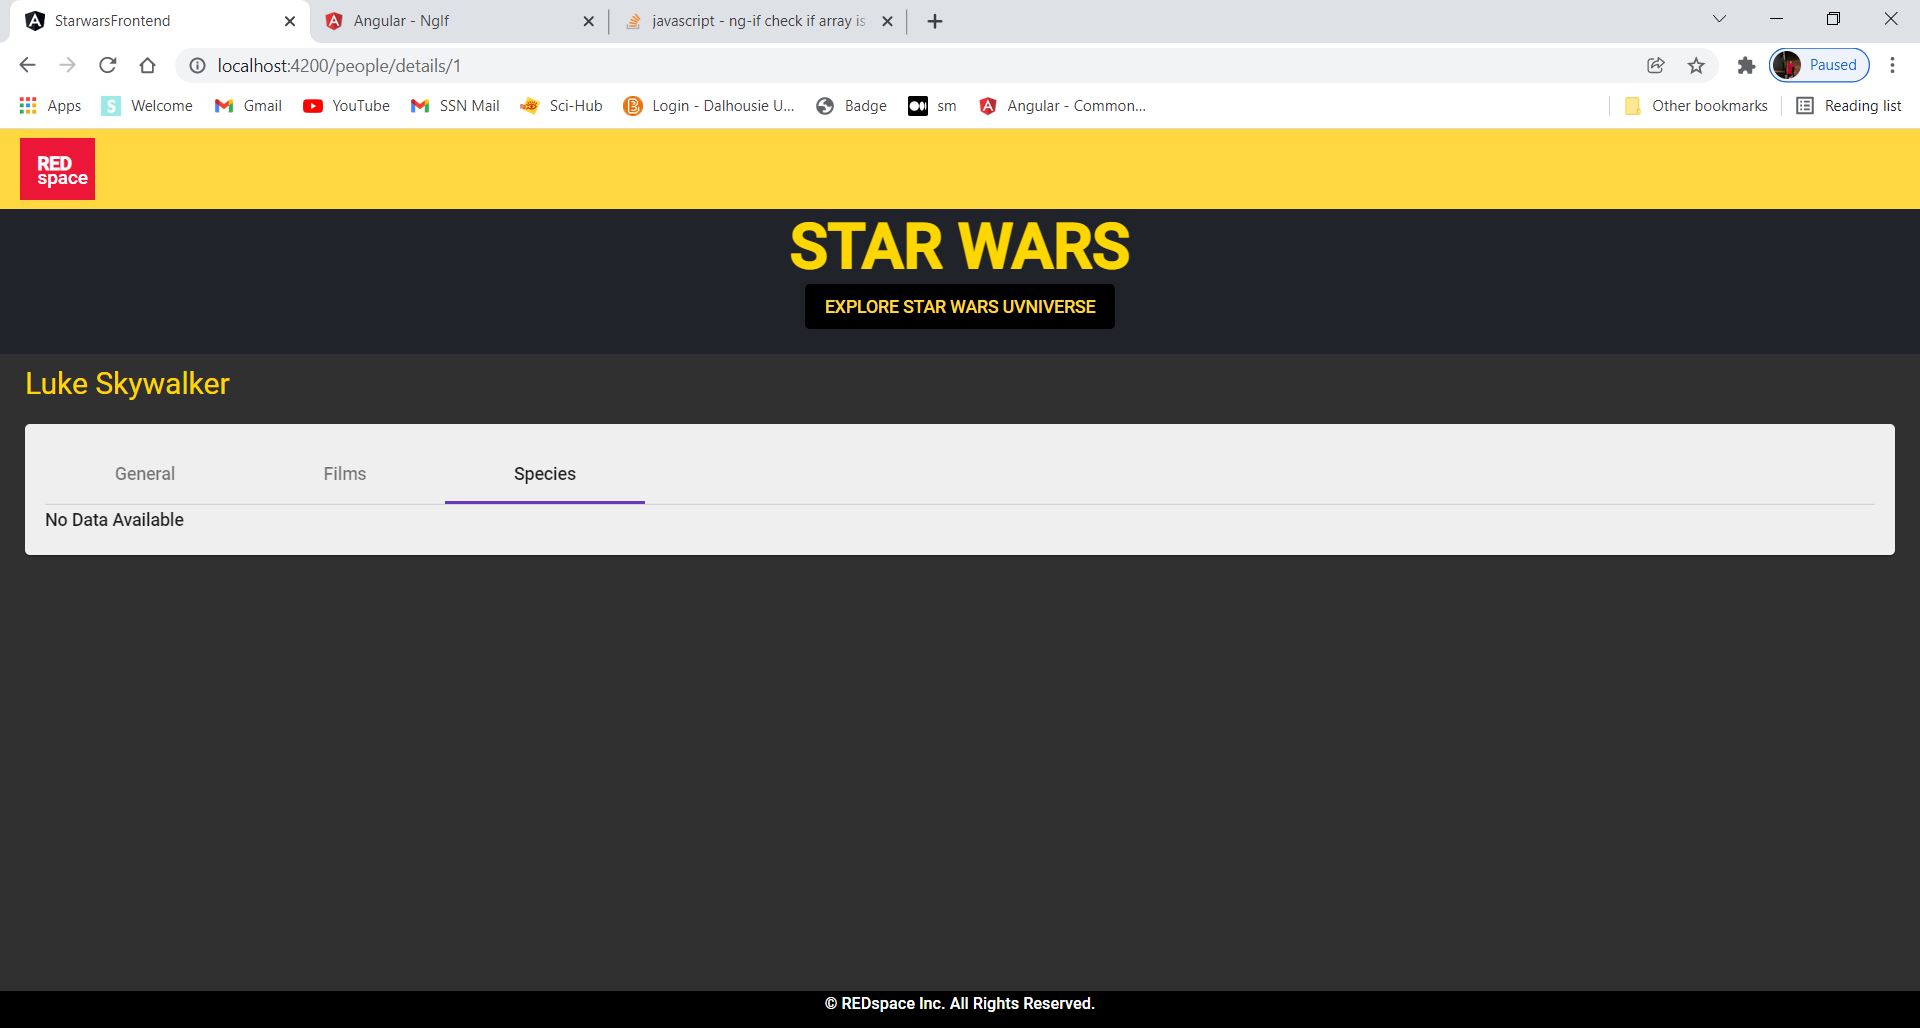 StarwarsFrontend
Angular - NgIf
javascript - ng-if check if array is
localhost:4200/people/details/1
Paused
Apps
S
Welcome
Gmail
YouTube
SSN Mail
Sci-Hub
Login - Dalhousie U...
Badge
sm
Angular - Common...
Other bookmarks
Reading list
RED
space
STAR WARS
EXPLORE STAR WARS UVNIVERSE
Luke Skywalker
General
Films
Species
No Data Available
© REDspace Inc. All Rights Reserved.